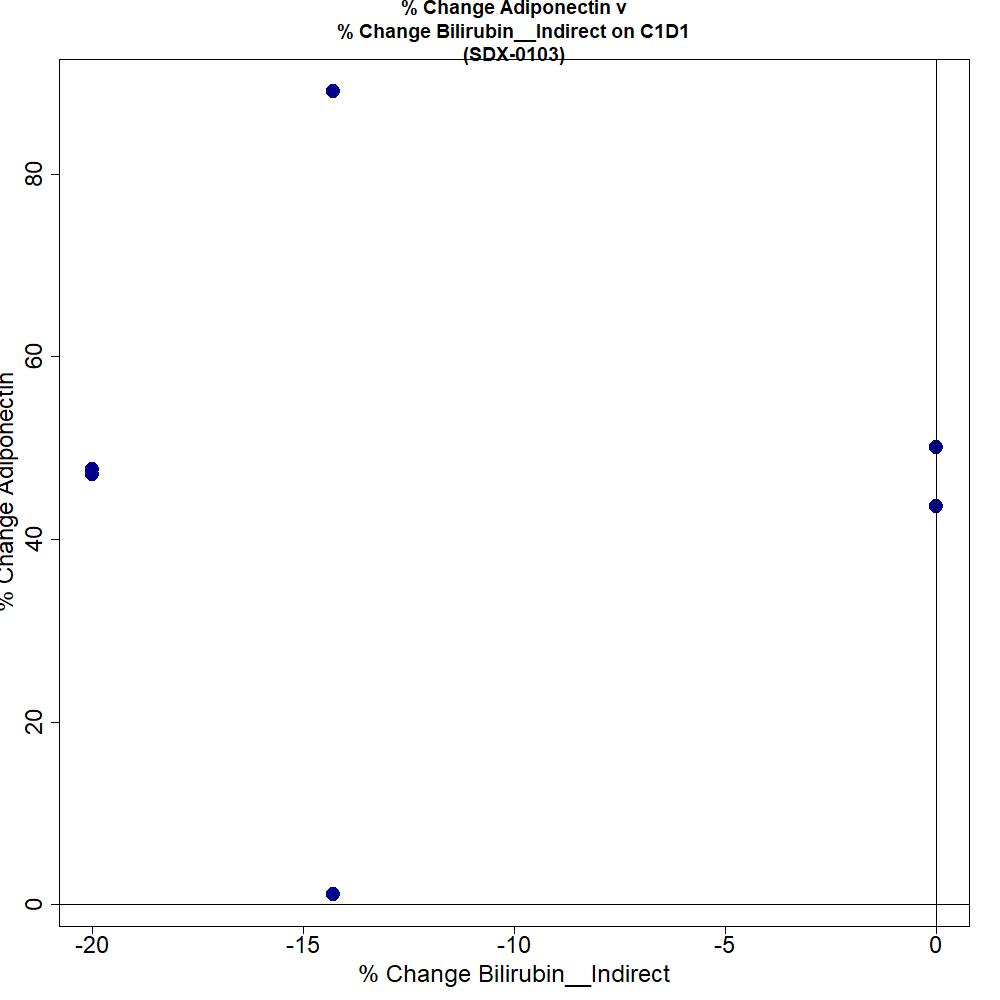 % Change Adiponectin v
% Change Bilirubin__Indirect on C1D1
(SDX-0103)
% Change Adiponectin
80
60
40
20
0
-20 -15 -10 -5 0
% Change Bilirubin__Indirect